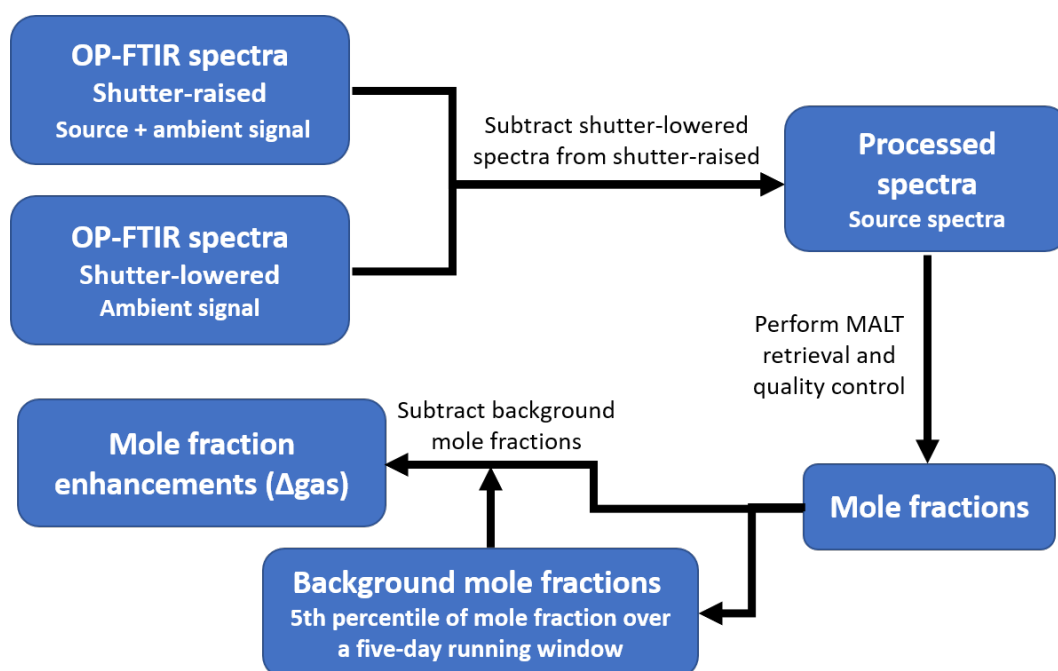 OP-FTIR spectra
Shutter-raised
Source + ambient signal
Subtract shutter-lowered
spectra from shutter-raised
Processed
spectra
Source spectra
OP-FTIR spectra
Shutter-lowered
Ambient signal
Perform MALT
retrieval and
quality control
Subtract background
mole fractions
Mole fraction
enhancements (Δgas)
Mole fractions
Background mole fractions
5th percentile of mole fraction over
a five-day running window